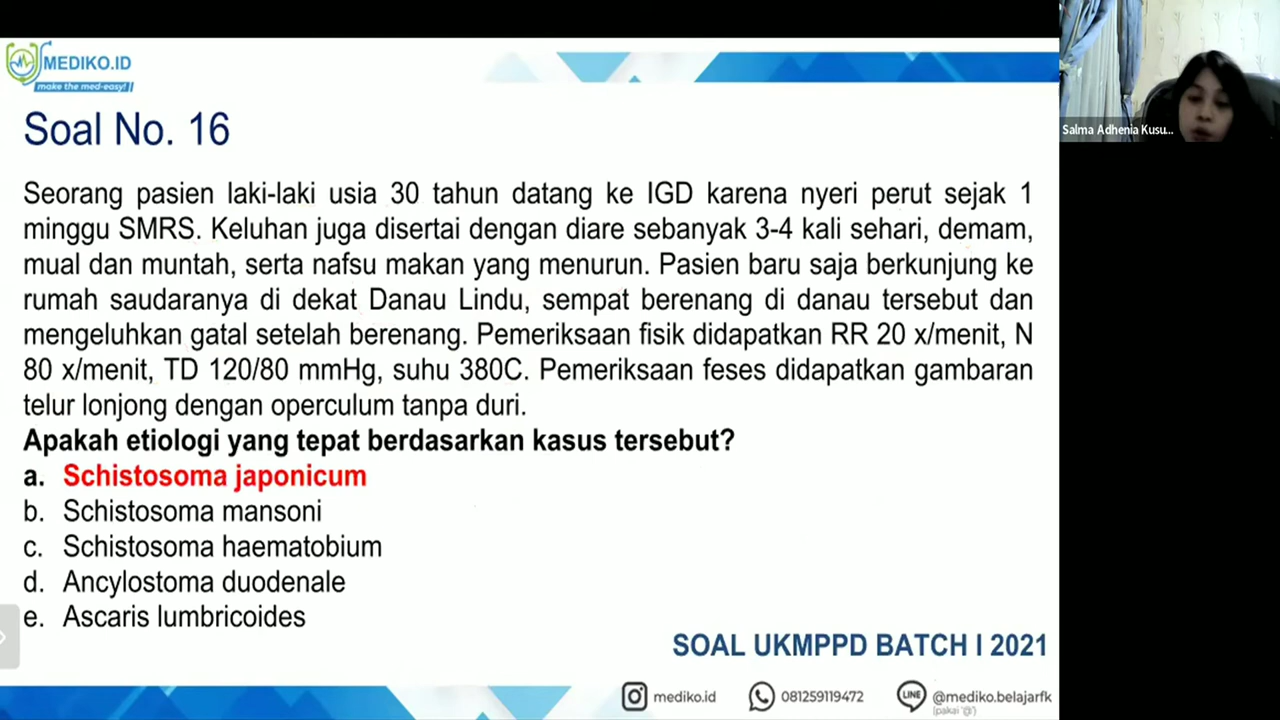 MEDIKO.ID
make the med-easy!
Salma Adhenia Kusu...
Soal No. 16
Seorang pasien laki-laki usia 30 tahun datang ke IGD karena nyeri perut sejak 1
minggu SMRS. Keluhan juga disertai dengan diare sebanyak 3-4 kali sehari, demam,
mual dan muntah, serta nafsu makan yang menurun. Pasien baru saja berkunjung ke
rumah saudaranya di dekat Danau Lindu, sempat berenang di danau tersebut dan
mengeluhkan gatal setelah berenang. Pemeriksaan fisik didapatkan RR 20 x/menit, N
80 x/menit, TD 120/80 mmHg, suhu 380C. Pemeriksaan feses didapatkan gambaran
telur lonjong dengan operculum tanpa duri.
Apakah etiologi yang tepat berdasarkan kasus tersebut?
a. Schistosoma japonicum
b. Schistosoma mansoni
c. Schistosoma haematobium
d. Ancylostoma duodenale
e. Ascaris lumbricoides
SOAL UKMPPD BATCH I 2021
mediko.id
081259119472
LINE
@mediko.belajarfk
(pakai '@')